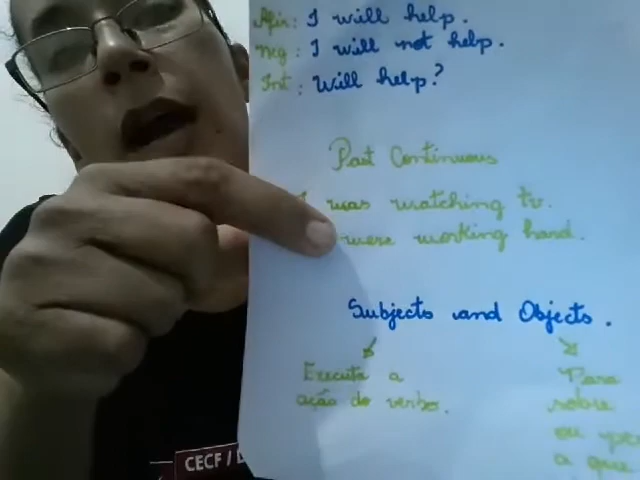 Afir: I will help.
Neg: I will not help.
Int: Will help?
Past Continuous
I was watching tv.
were working hard.
Subjects and Objects.
Executa a
ação do verbo.
Para
sobre
ou
a que
CECF /